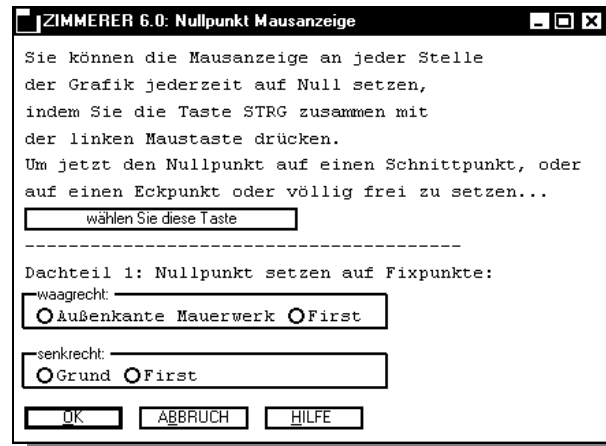 ZIMMERER 6.0: Nullpunkt Mausanzeige
Sie können die Mausanzeige an jeder Stelle
der Grafik jederzeit auf Null setzen,
indem Sie die Taste STRG zusammen mit
der linken Maustaste drücken.
Um jetzt den Nullpunkt auf einen Schnittpunkt, oder
auf einen Eckpunkt oder völlig frei zu setzen...
wählen Sie diese Taste
----------------------------------------
Dachteil 1: Nullpunkt setzen auf Fixpunkte:
waagrecht:
Außenkante Mauerwerk First
senkrecht:
Grund First
OK ABBRUCH HILFE